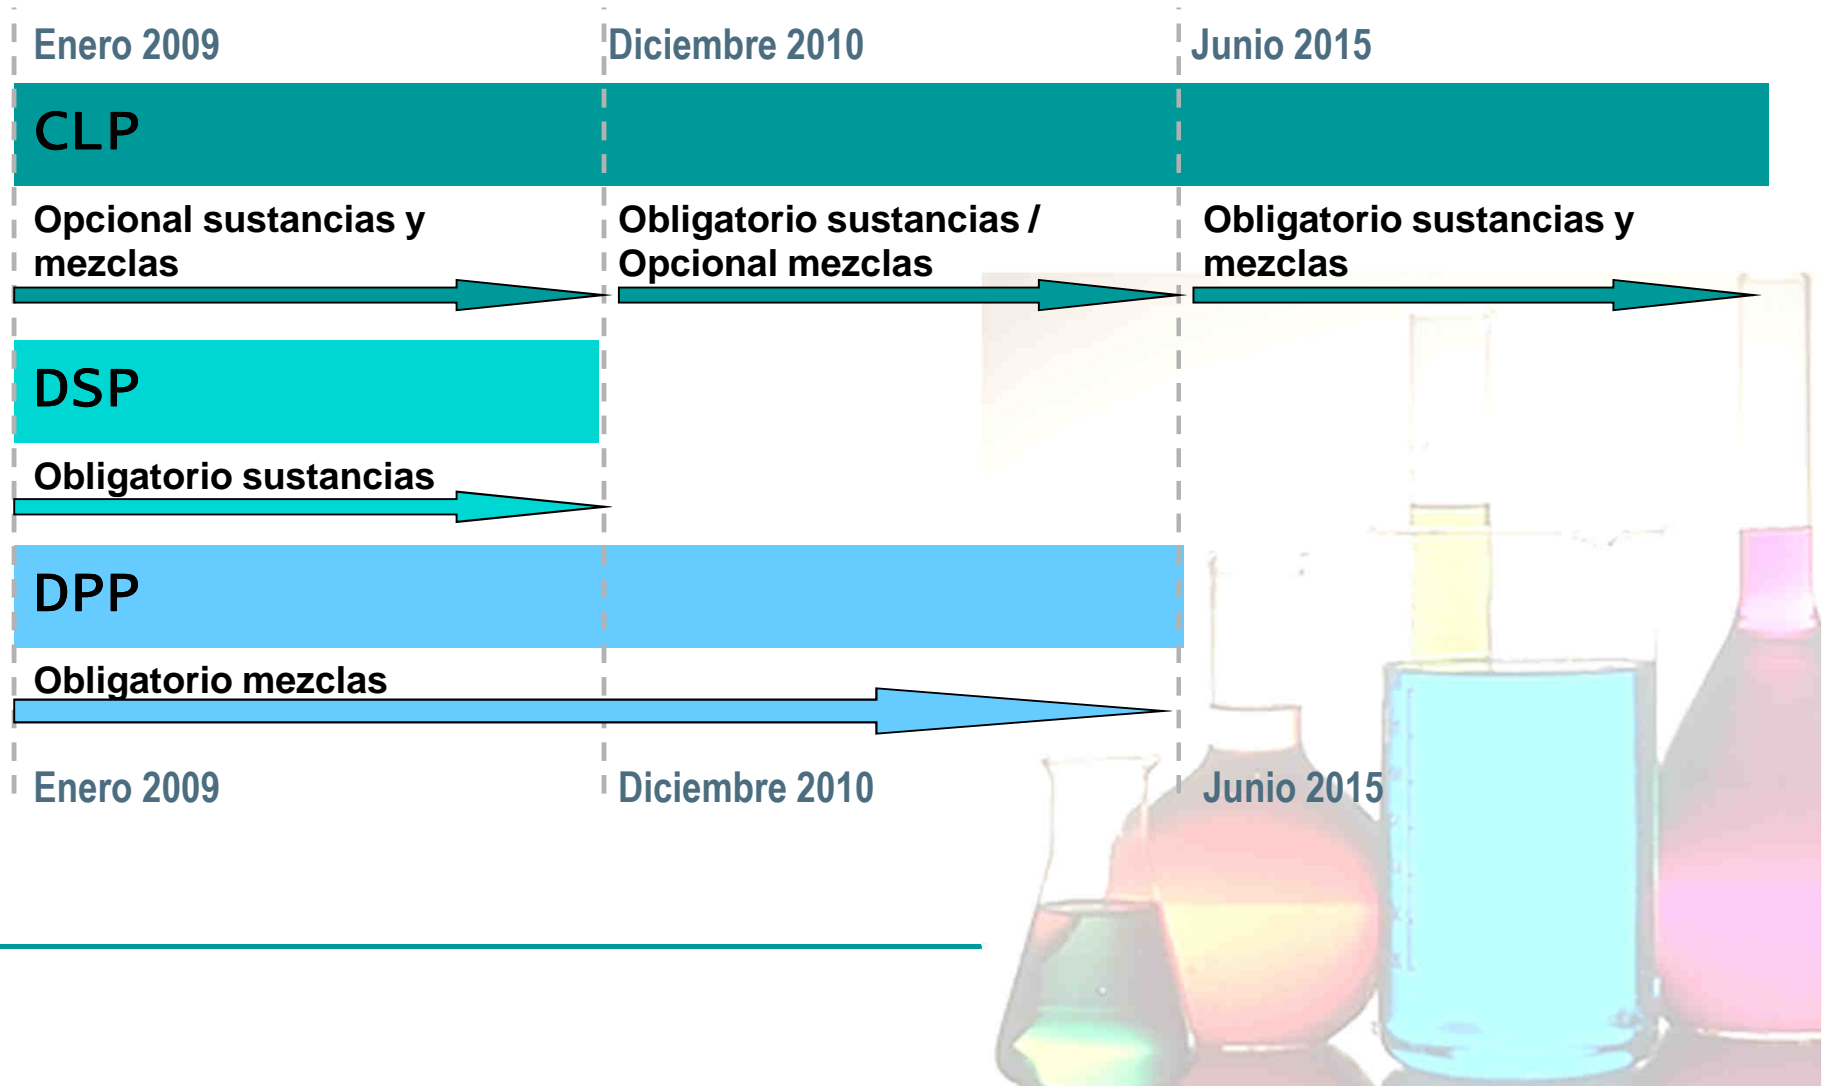 Enero 2009
Diciembre 2010
Junio 2015
CLP
Opcional sustancias y
mezclas
Obligatorio sustancias /
Opcional mezclas
Obligatorio sustancias y
mezclas
DSP
Obligatorio sustancias
DPP
Obligatorio mezclas
Enero 2009
Diciembre 2010
Junio 2015